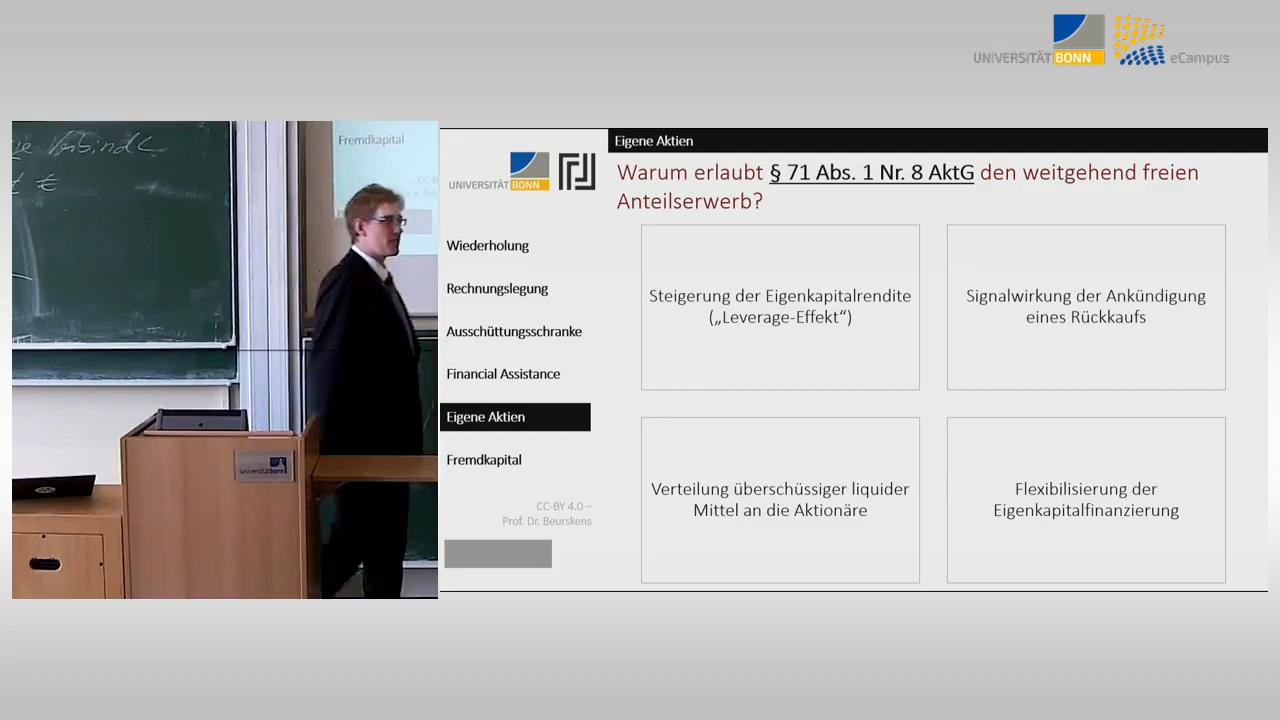 UNIVERSITÄT BONN eCampus
Verbindl
€
Fremdkapital
universitätbonn
UNIVERSITÄT BONN
Wiederholung
Rechnungslegung
Ausschüttungsschranke
Financial Assistance
Eigene Aktien
Fremdkapital
CC-BY 4.0 –
Prof. Dr. Beurskens
Eigene Aktien
Warum erlaubt § 71 Abs. 1 Nr. 8 AktG den weitgehend freien
Anteilserwerb?
Steigerung der Eigenkapitalrendite
(„Leverage-Effekt“)
Signalwirkung der Ankündigung
eines Rückkaufs
Verteilung überschüssiger liquider
Mittel an die Aktionäre
Flexibilisierung der
Eigenkapitalfinanzierung